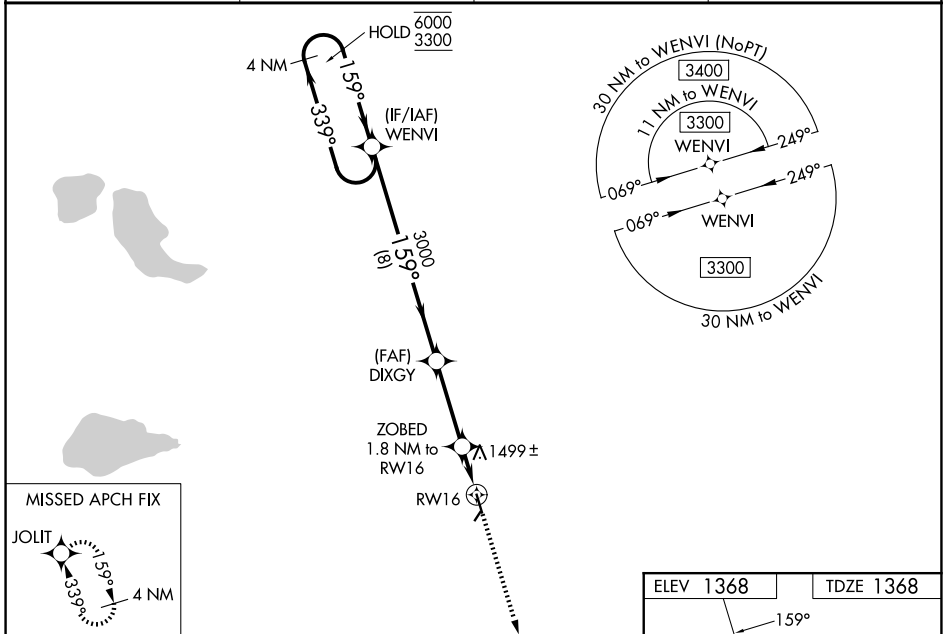 HOLD 6000
3300
4 NM
159°
339°
(IF/IAF)
WENVI
3000
159°
(8)
(FAF)
DIXGY
ZOBED
1.8 NM to
RW16
1499 ±
RW16
30 NM to WENVI (NoPT)
3400
11 NM to WENVI
3300
WENVI
249°
069°
249°
069°
WENVI
3300
30 NM to WENVI
MISSED APCH FIX
JOLIT
159°
339°
4 NM
ELEV 1368
TDZE 1368
159°